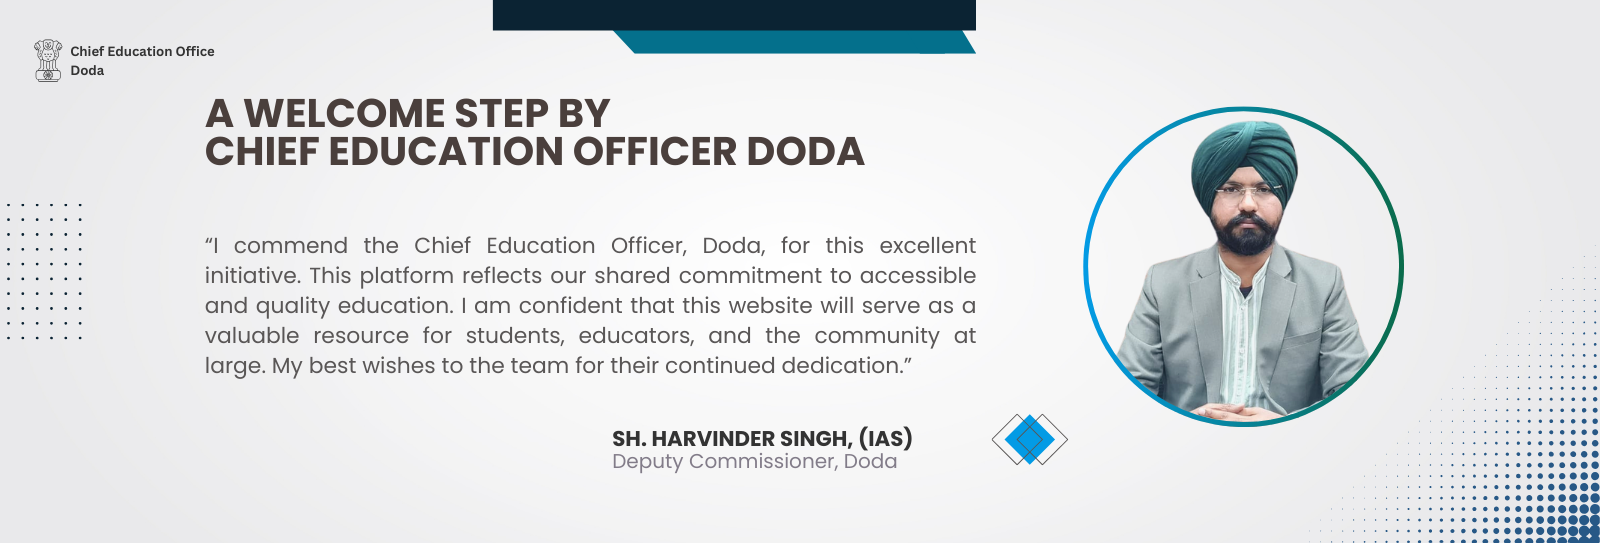 Chief Education Office
Doda
A WELCOME STEP BY
CHIEF EDUCATION OFFICER DODA
“I commend the Chief Education Officer, Doda, for this excellent
initiative. This platform reflects our shared commitment to accessible
and quality education. I am confident that this website will serve as a
valuable resource for students, educators, and the community at
large. My best wishes to the team for their continued dedication.”
SH. HARVINDER SINGH, (IAS)
Deputy Commissioner, Doda